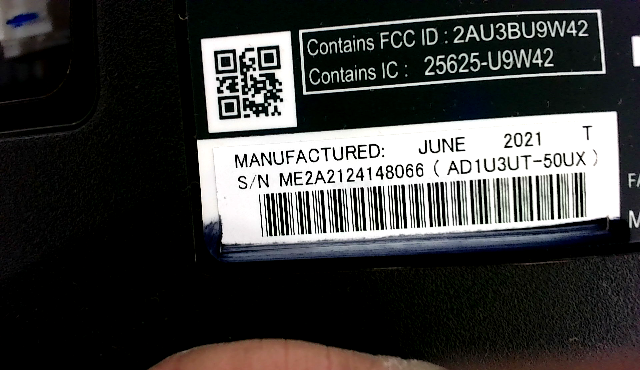 Contains FCC ID : 2AU3BU9W42
Contains IC : 25625-U9W42
MANUFACTURED: JUNE 2021 T
S/N ME2A2124148066 ( AD1U3UT-50UX )